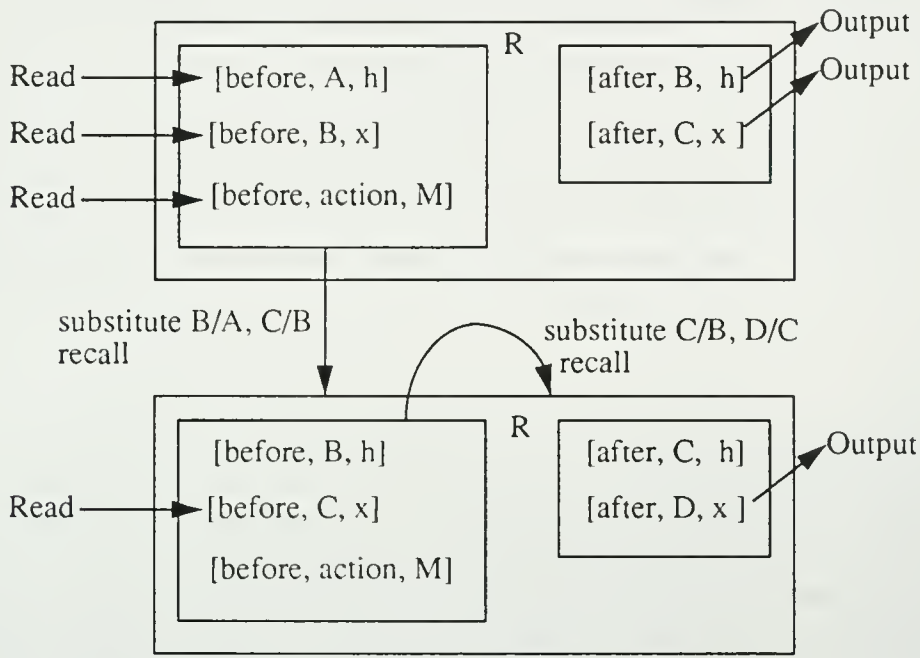 R
Output
Read
[before, A, h]
[after, B, h]
Output
Read
[before, B, x]
[after, C, x ]
Read
[before, action, M]
substitute B/A, C/B
recall
substitute C/B, D/C
recall
R
[before, B, h]
[after, C, h]
Output
Read
[before, C, x]
[after, D, x ]
[before, action, M]